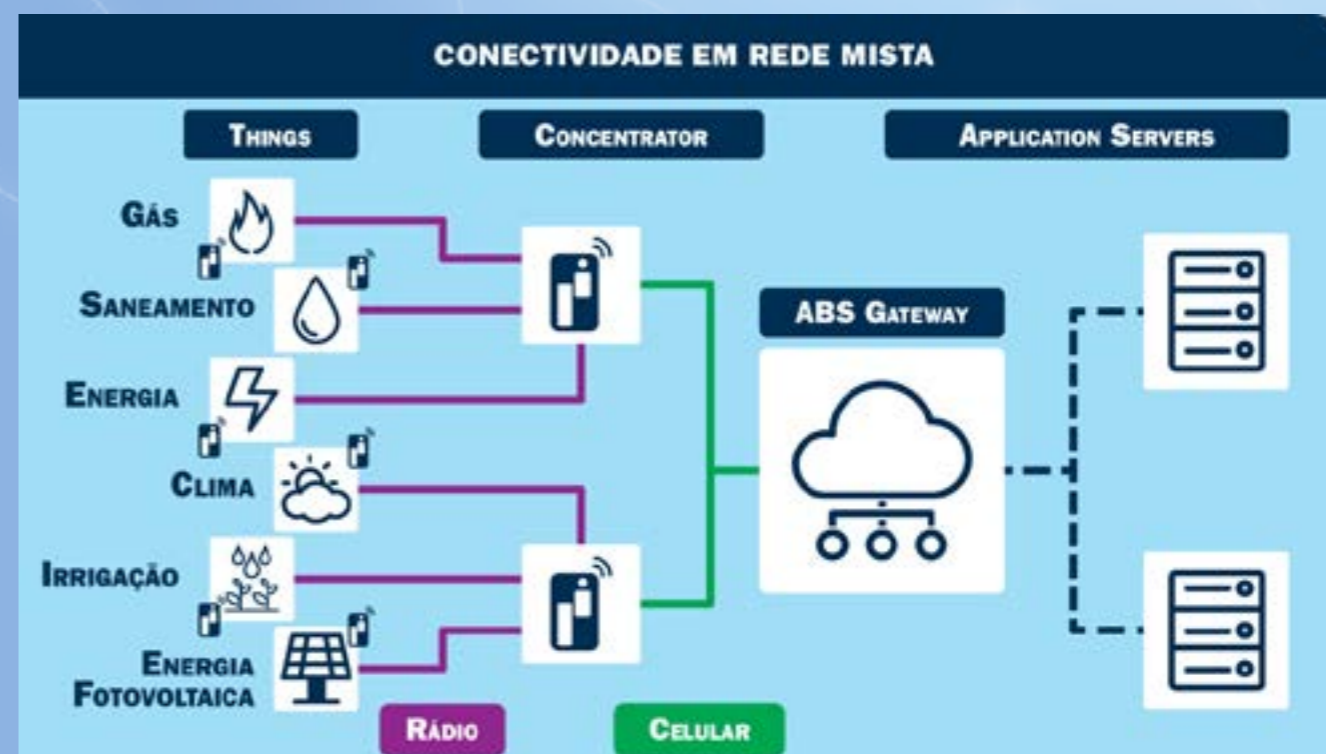 CONECTIVIDADE EM REDE MISTA
THINGS
CONCENTRATOR
APPLICATION SERVERS
GÁS
SANEAMENTO
ABS GATEWAY
ENERGIA
CLIMA
IRRIGAÇÃO
ENERGIA
FOTOVOLTAICA
RÁDIO
CELULAR